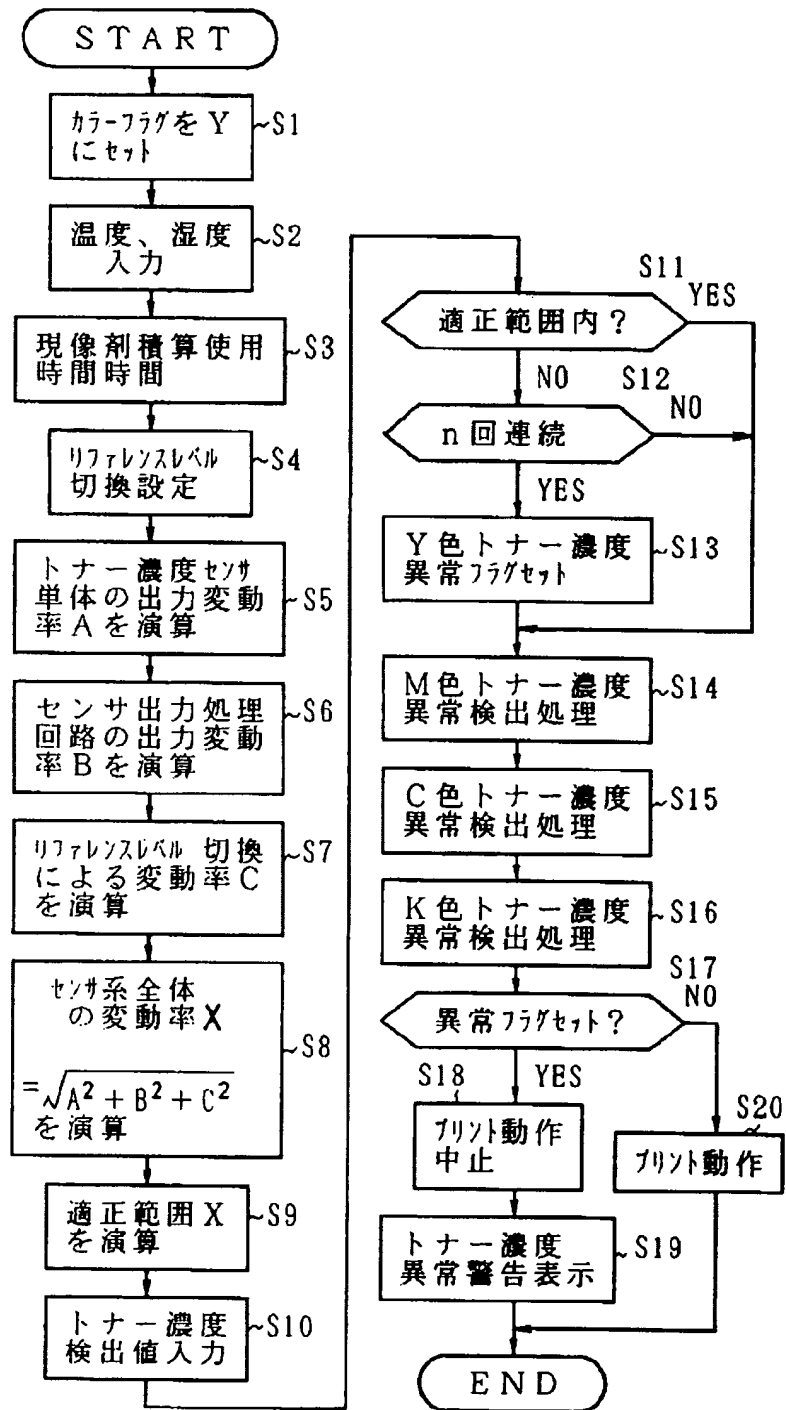 START
カラーフラグをY
にセット
~S1
温度、湿度
入力
~S2
現像剤積算使用
時間時間
~S3
リファレンスレベル
切換設定
~S4
トナー濃度センサ
単体の出力変動
率Aを演算
~S5
センサ出力処理
回路の出力変動
率Bを演算
~S6
リファレンスレベル 切換
による変動率C
を演算
~S7
センサ系全体
の変動率X
=√A² + B² + C²
を演算
~S8
適正範囲X
を演算
~S9
トナー濃度
検出値入力
~S10
S11
適正範囲内?
YES
NO
S12
n回連続
NO
YES
Y色トナー濃度
異常フラグセット
~S13
M色トナー濃度
異常検出処理
~S14
C色トナー濃度
異常検出処理
~S15
K色トナー濃度
異常検出処理
~S16
S17
異常フラグセット?
NO
YES
S18
プリント動作
中止
S20
プリント動作
トナー濃度
異常警告表示
~S19
END